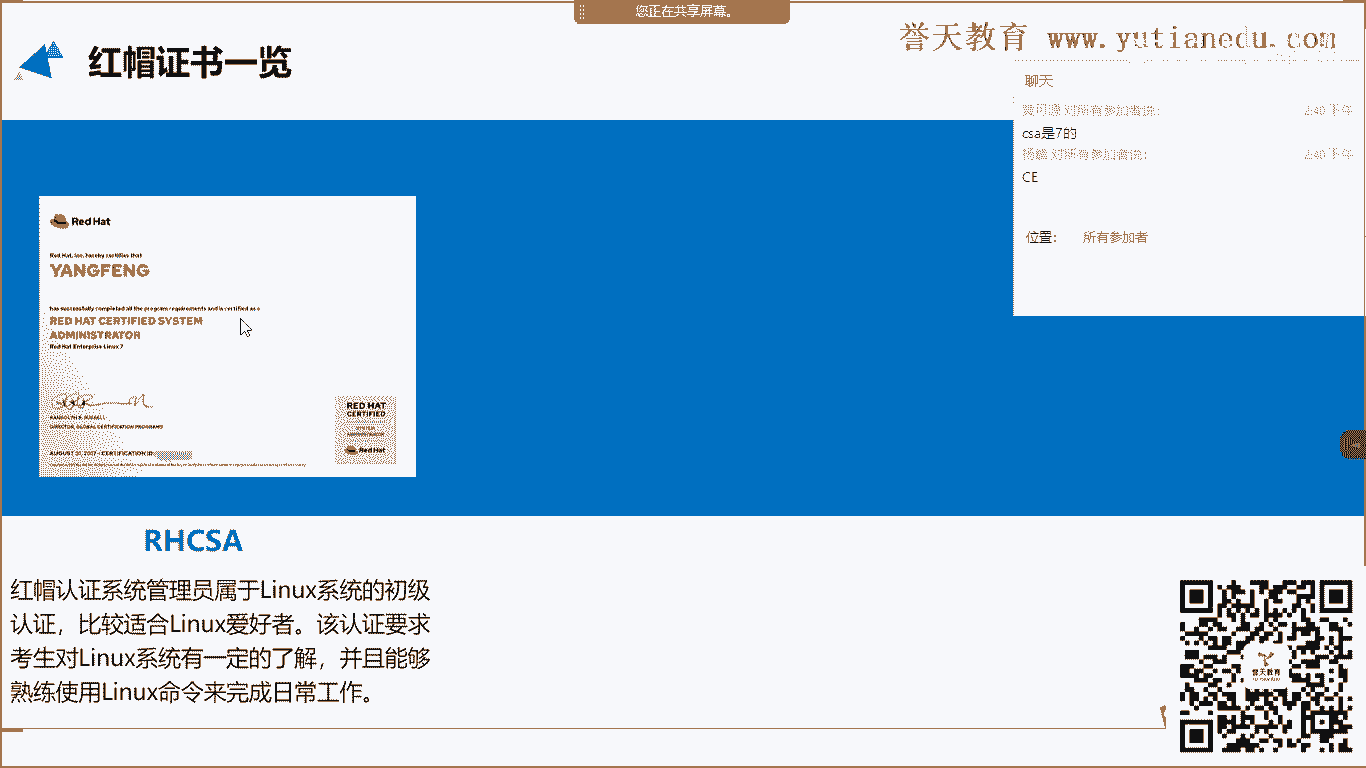 您正在共享屏幕。
红帽证书一览
誉天教育 www.yutianedu.com
聊天
对所有参加者说:
2:40 下午
csa是7的
对所有参加者说:
2:40 下午
CE
位置: 所有参加者
Red Hat
Red Hat, Inc. hereby certifies that
YANGFENG
has successfully completed all the program requirements and is certified as a
RED HAT CERTIFIED SYSTEM
ADMINISTRATOR
Red Hat Enterprise Linux 7
DIRECTOR, GLOBAL CERTIFICATION PROGRAMS
AUGUST 31, 2017 - CERTIFICATION ID:
RED HAT
CERTIFIED
SYSTEM
ADMINISTRATOR
Red Hat
RHCSA
红帽认证系统管理员属于Linux系统的初级
认证，比较适合Linux爱好者。该认证要求
考生对Linux系统有一定的了解，并且能够
熟练使用Linux命令来完成日常工作。
誉天教育